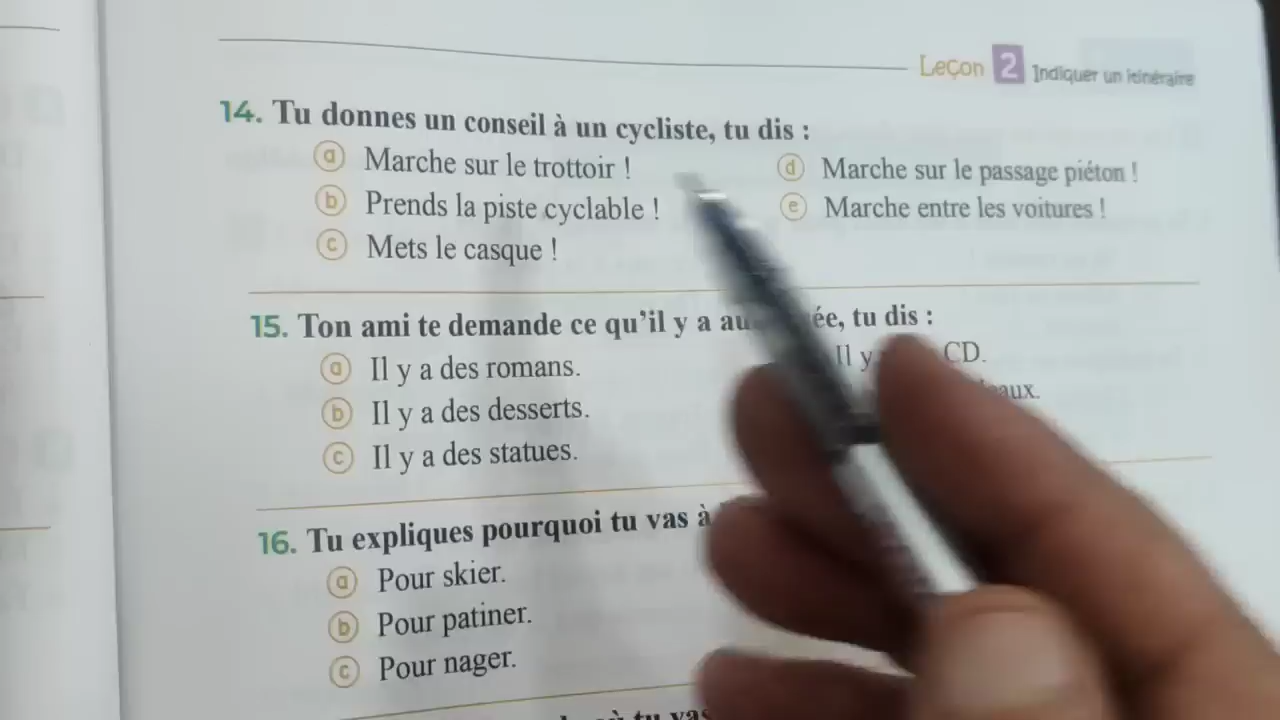 Leçon 2 Indiquer un itinéraire
14. Tu donnes un conseil à un cycliste, tu dis :
a Marche sur le trottoir !
b Prends la piste cyclable !
c Mets le casque !
d Marche sur le passage piéton !
e Marche entre les voitures !
15. Ton ami te demande ce qu'il y a tu dis :
a Il y a des romans.
b Il y a des desserts.
c Il y a des statues.
Il y CD.
16. Tu expliques pourquoi tu vas à
a Pour skier.
b Pour patiner.
c Pour nager.
tu vas